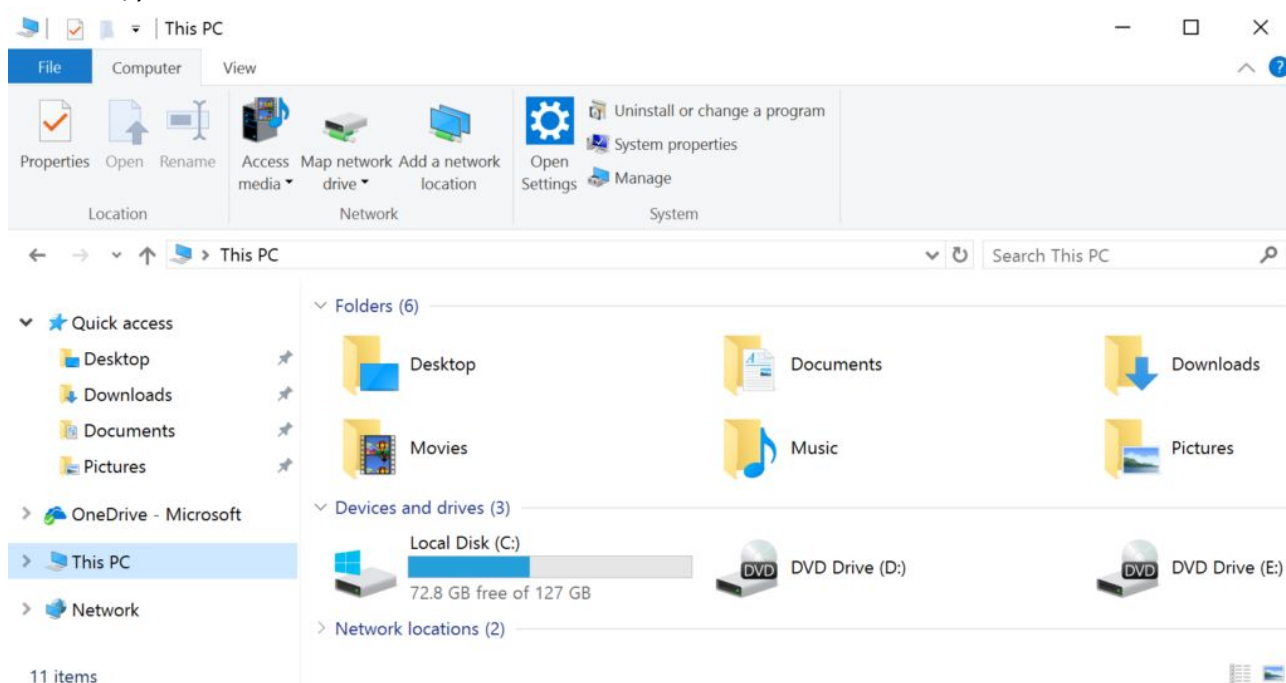 This PC
File Computer View
?
Properties Open Rename Access media Map network drive Add a network location Open Settings
Uninstall or change a program
System properties
Manage
Location Network System
This PC Search This PC
Quick access
Desktop
Downloads
Documents
Pictures
OneDrive - Microsoft
This PC
Network
Folders (6)
Desktop Documents Downloads
Movies Music Pictures
Devices and drives (3)
Local Disk (C:)
72.8 GB free of 127 GB
DVD DVD Drive (D:)
DVD DVD Drive (E:)
Network locations (2)
11 items